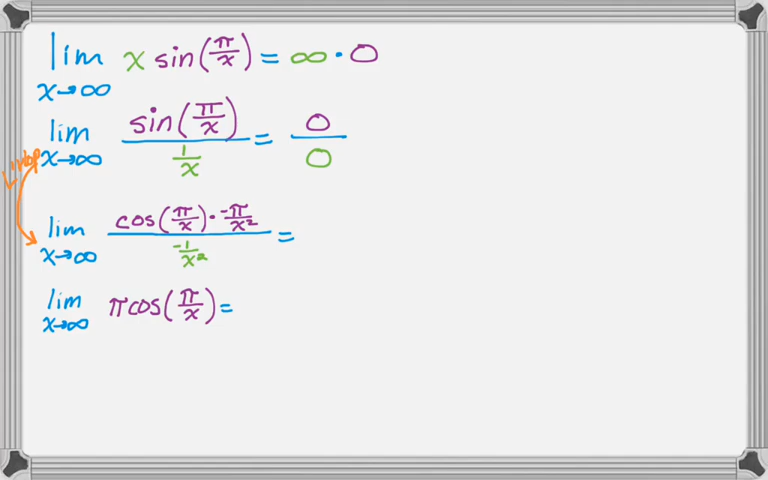 lim x→∞ x sin(π/x) = ∞ · 0
lim x→∞ sin(π/x) / (1/x) = 0/0
lim x→∞ cos(π/x) · -π/x² / (-1/x²) =
lim x→∞ π cos(π/x) =